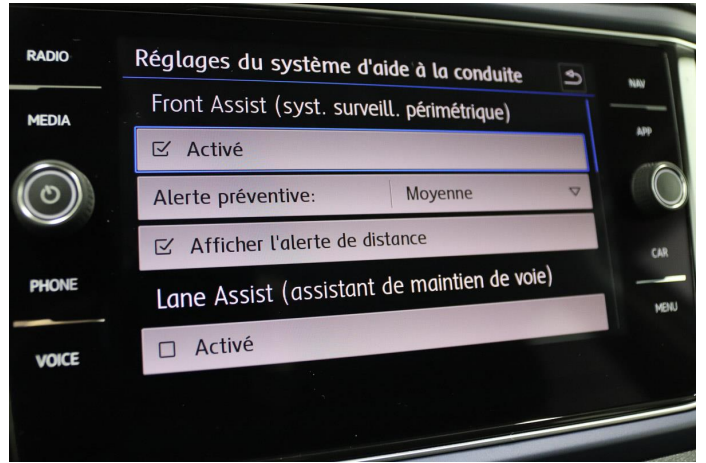 RADIO
MEDIA
PHONE
VOICE
Réglages du système d'aide à la conduite
Front Assist (syst. surveill. périmétrique)
Activé
Alerte préventive: Moyenne
Afficher l'alerte de distance
Lane Assist (assistant de maintien de voie)
Activé
NAV
APP
CAR
MENU